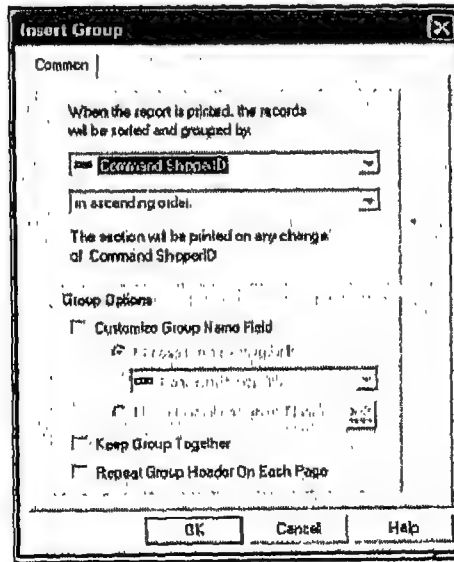 Insert Group
Common
When the report is printed, the records
will be sorted and grouped by:
Command ShipperID
in ascending order.
The section will be printed on any change
of Command ShipperID
Group Options
Customize Group Name Field
Keep Group Together
Repeat Group Header On Each Page
OK
Cancel
Help